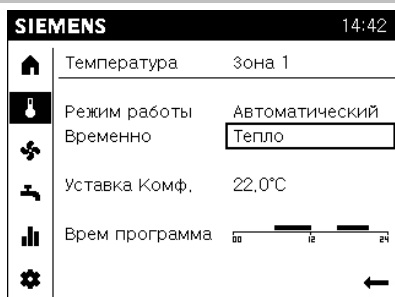 SIEMENS 14:42
Температура Зона 1
Режим работы Автоматический
Временно Тепло
Уставка Комф. 22,0°C
Врем программа
00 12 24